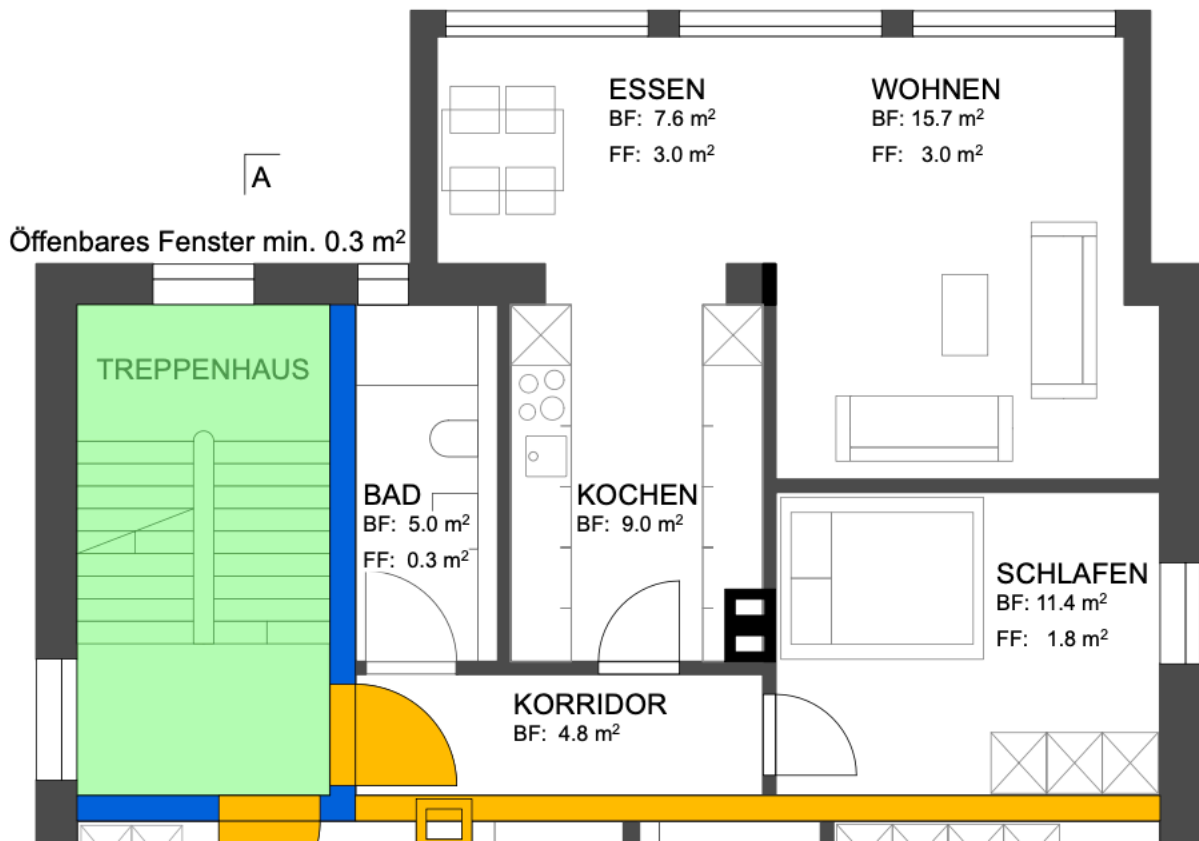 ESSEN
BF: 7.6 m²
FF: 3.0 m²
WOHNEN
BF: 15.7 m²
FF: 3.0 m²
A
Öffenbares Fenster min. 0.3 m²
TREPPENHAUS
BAD
BF: 5.0 m²
FF: 0.3 m²
KOCHEN
BF: 9.0 m²
SCHLAFEN
BF: 11.4 m²
FF: 1.8 m²
KORRIDOR
BF: 4.8 m²